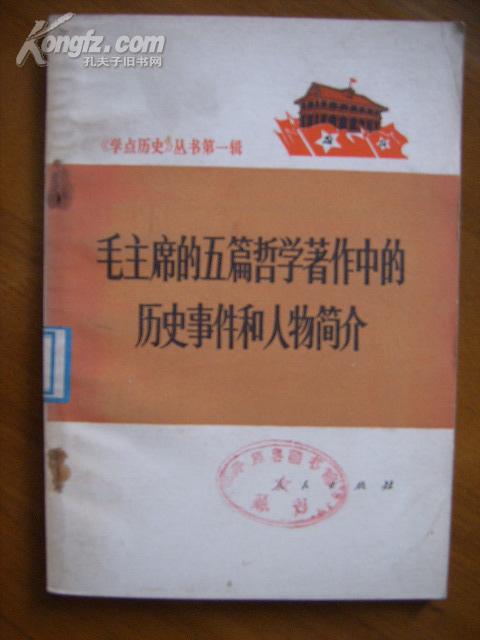 Kongfz.com
孔夫子旧书网
《学点历史》丛书第一辑
毛主席的五篇哲学著作中的
历史事件和人物简介
人民出版社